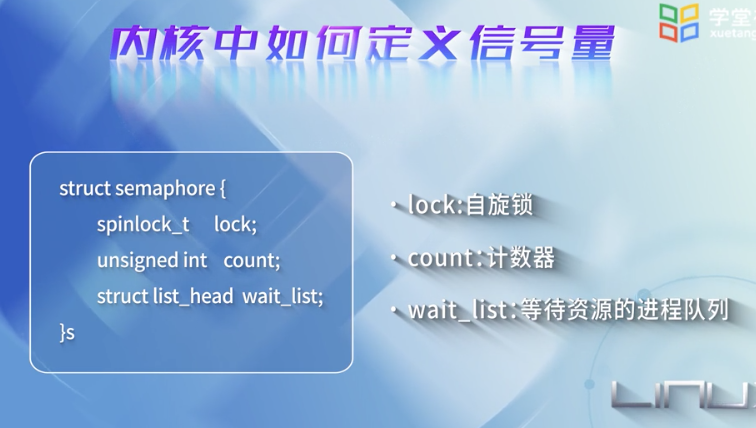 内核中如何定义信号量
学堂
xuetang
struct semaphore {
spinlock_t lock;
unsigned int count;
struct list_head wait_list;
}s
· lock:自旋锁
· count:计数器
· wait_list:等待资源的进程队列
LINU